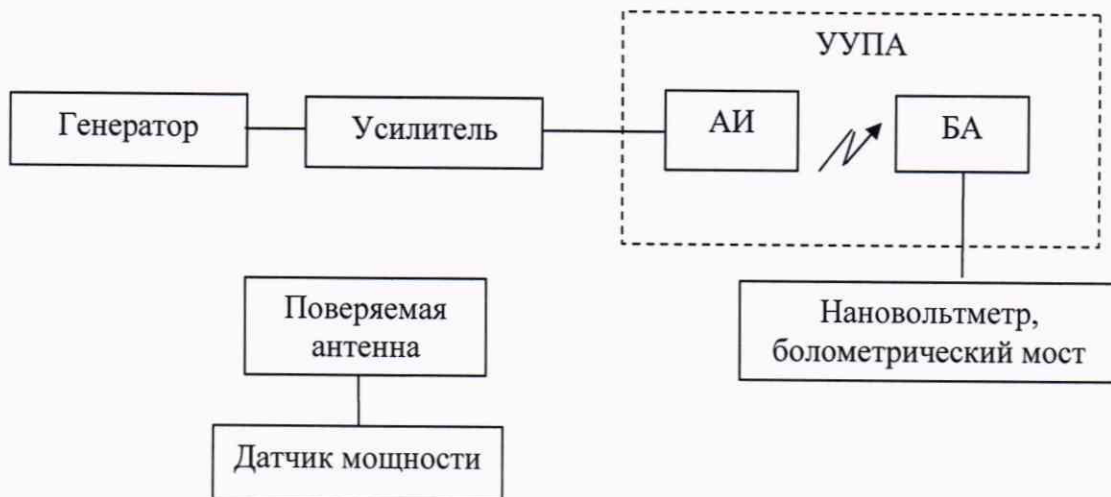 УУПА
Генератор
Усилитель
АИ
БА
Поверяемая
антенна
Нановольтметр,
болометрический мост
Датчик мощности